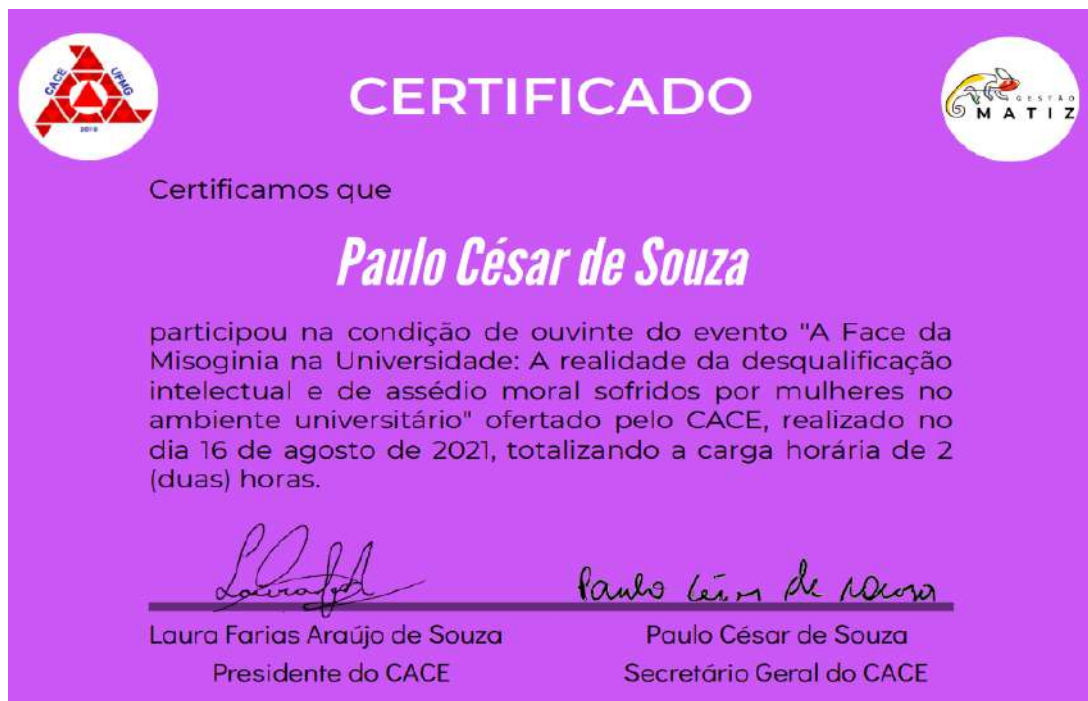 CACE UFMG
2019
CERTIFICADO
GESTÃO
MATIZ
Certificamos que
Paulo César de Souza
participou na condição de ouvinte do evento "A Face da
Misoginia na Universidade: A realidade da desqualificação
intelectual e de assédio moral sofridos por mulheres no
ambiente universitário" ofertado pelo CACE, realizado no
dia 16 de agosto de 2021, totalizando a carga horária de 2
(duas) horas.
Paulo César de Souza
Laura Farias Araújo de Souza
Paulo César de Souza
Presidente do CACE
Secretário Geral do CACE